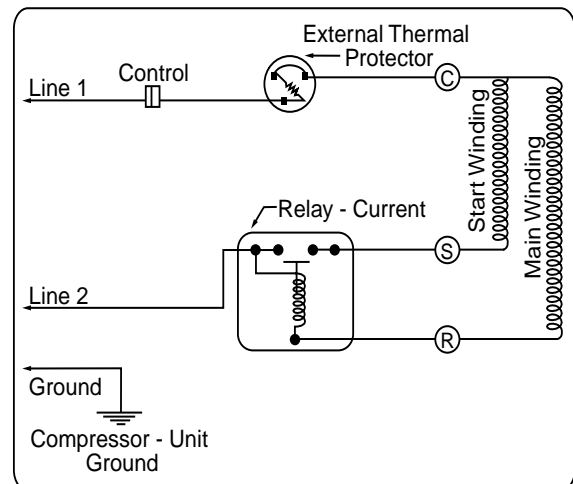 External Thermal
Protector
Control
Line 1
C
Start Winding
Main Winding
Relay - Current
S
Line 2
R
Ground
Compressor - Unit
Ground